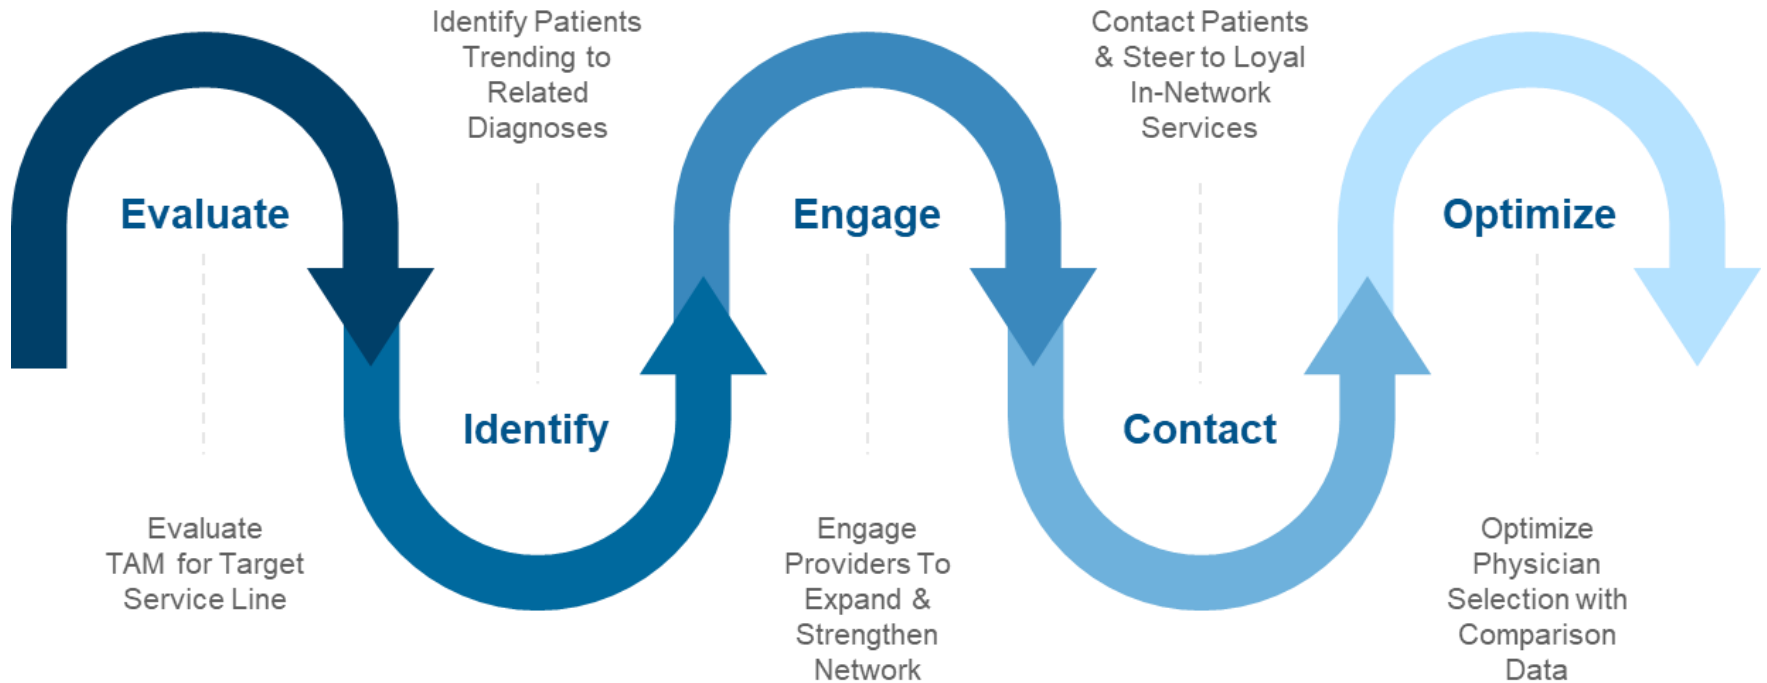 Evaluate
Evaluate
TAM for Target
Service Line
Identify Patients
Trending to
Related
Diagnoses
Identify
Engage
Engage
Providers To
Expand &
Strengthen
Network
Contact Patients
& Steer to Loyal
In-Network
Services
Contact
Optimize
Optimize
Physician
Selection with
Comparison
Data